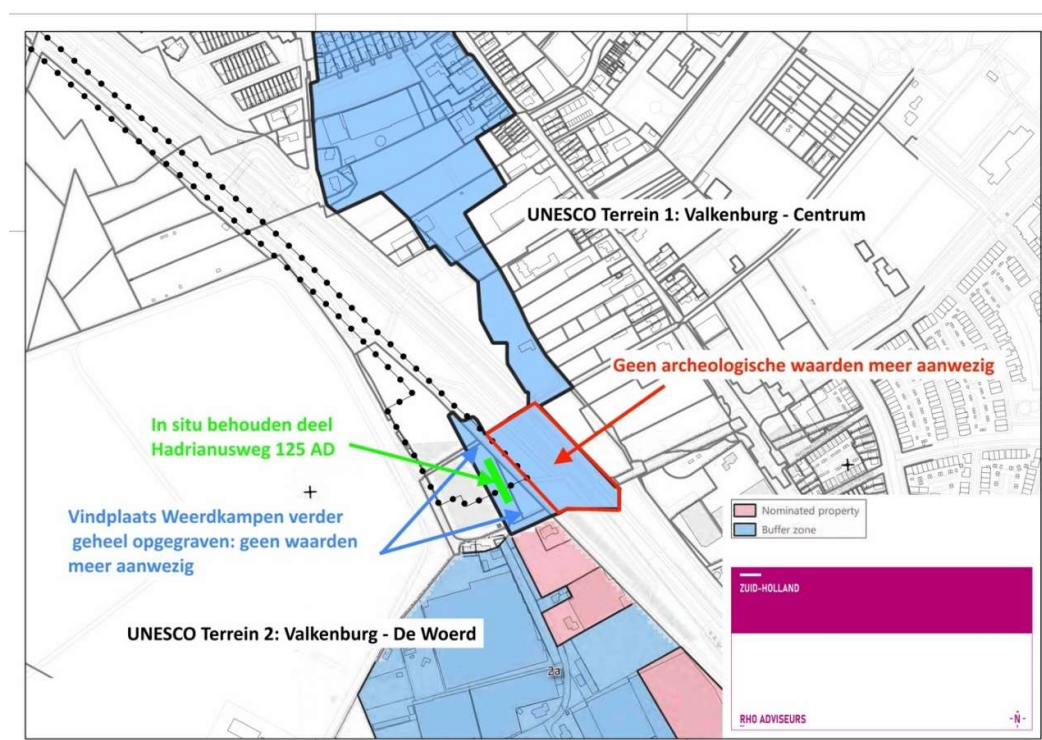 UNESCO Terrein 1: Valkenburg - Centrum
Geen archeologische waarden meer aanwezig
In situ behouden deel
Hadrianusweg 125 AD
Vindplaats Weerdkampen verder
geheel opgegraven: geen waarden
meer aanwezig
UNESCO Terrein 2: Valkenburg - De Woerd
2a
Nominated property
Buffer zone
ZUID-HOLLAND
RHO ADVISEURS
-N-